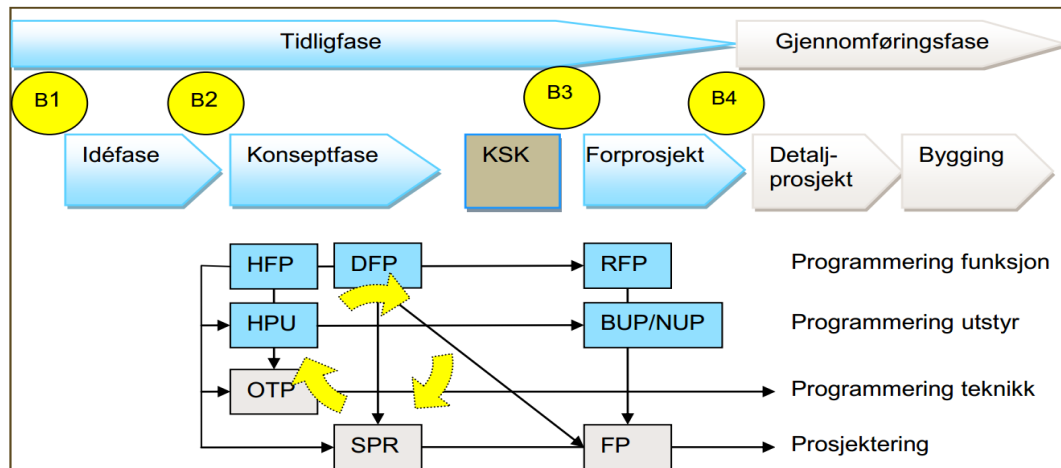 Tidligfase
Gjennomføringsfase
B1
B2
B3
B4
Idéfase
Konseptfase
KSK
Forprosjekt
Detalj-
prosjekt
Bygging
HFP
DFP
RFP
Programmering funksjon
HPU
BUP/NUP
Programmering utstyr
OTP
Programmering teknikk
SPR
FP
Prosjektering